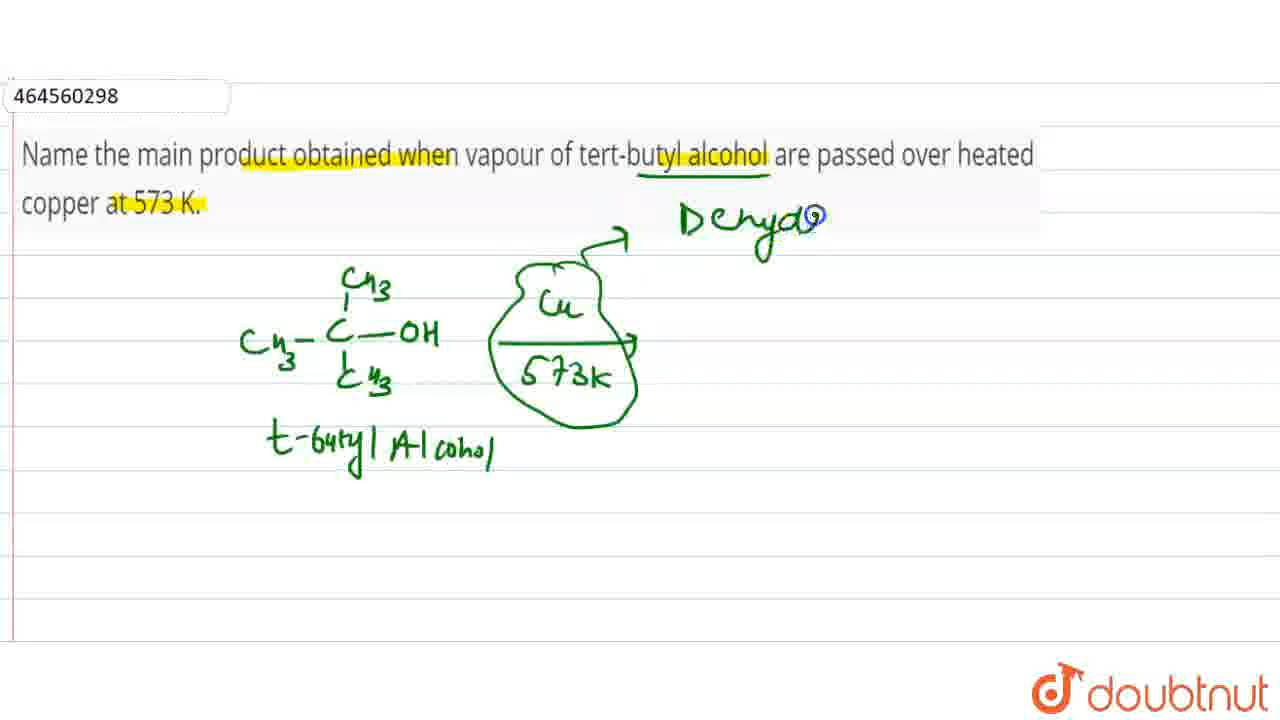 464560298
Name the main product obtained when vapour of tert-butyl alcohol are passed over heated
copper at 573 K.
Dehydr
CH3
CH3-C-OH
CH3
Cu
573K
t-butyl Alcohol
doubtnut